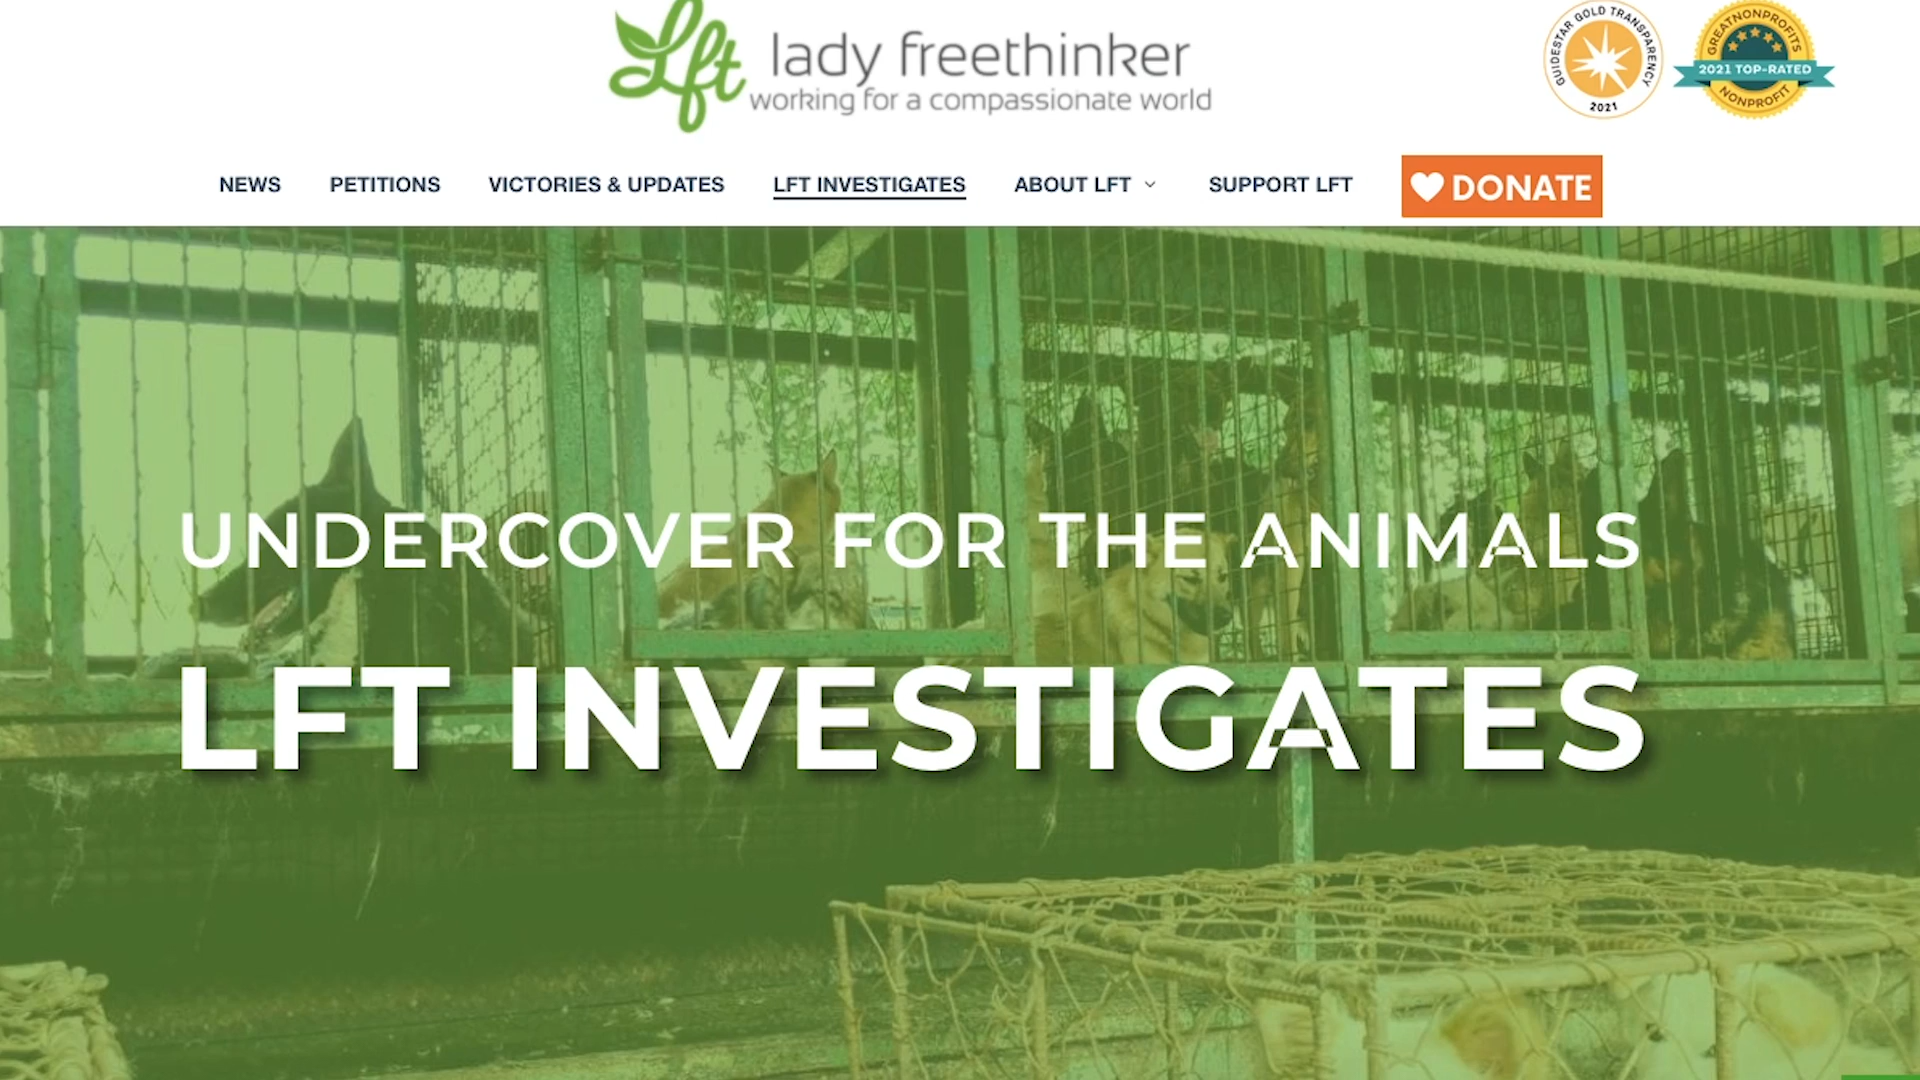 Lft lady freethinker
working for a compassionate world
GUIDESTAR GOLD TRANSPARENCY
2021
GREATNONPROFITS
2021 TOP-RATED
NONPROFIT
NEWS PETITIONS VICTORIES & UPDATES LFT INVESTIGATES ABOUT LFT SUPPORT LFT DONATE
UNDERCOVER FOR THE ANIMALS
LFT INVESTIGATES